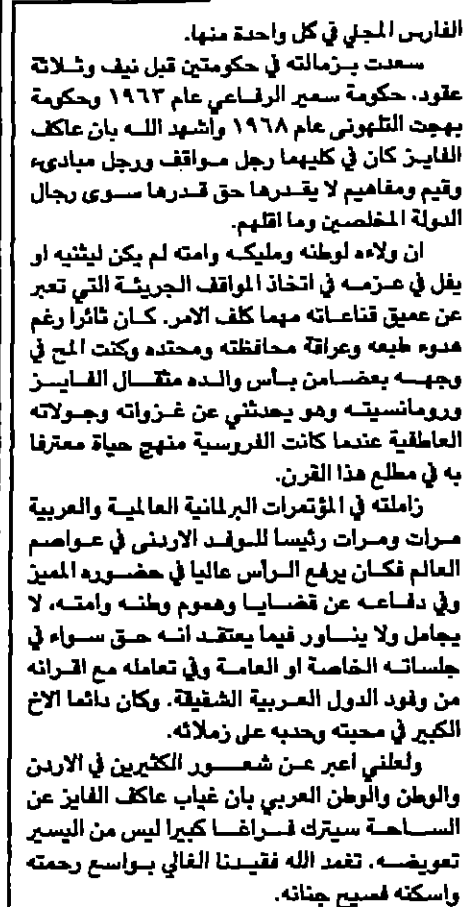 الفارس المجلي في كل واحدة منها.
سعدت بزمالته في حكومتين قبل نيف وثلاثة
عقود. حكومة سمير الرفاعي عام ١٩٦٣ وحكومة
بهجت التلهوني عام ١٩٦٨ وأشهد الله بان عاكف
الفايز كان في كليهما رجل مواقف ورجل مبادىء
وقيم ومفاهيم لا يقدرها حق قدرها سوى رجال
الدولة المخلصين وما اقلهم.
ان ولاءه لوطنه ومليكه وامته لم يكن ليثنيه او
يفل في عزمه في اتخاذ المواقف الجريئة التي تعبر
عن عميق قناعاته مهما كلف الامر. كان ثائرا رغم
هدوء طبعه وعراقة محافظته ومحتده وكنت المح في
وجهه بعضا من بأس والده مثقال الفايز
ورومانسيته وهو يحدثني عن غزواته وجولاته
العاطفية عندما كانت الفروسية منهج حياة معترفا
به في مطلع هذا القرن.
زاملته في المؤتمرات البرلمانية العالمية والعربية
مرات ومرات رئيسا للوفد الاردني في عواصم
العالم فكان يرفع الرأس عاليا في حضوره المميز
وفي دفاعه عن قضايا وهموم وطنه وامته، لا
يجامل ولا يناور فيما يعتقد انه حق سواء في
جلساته الخاصة او العامة وفي تعامله مع اقرانه
من وفود الدول العربية الشقيقة. وكان دائما الاخ
الكبير في محبته وحدبه على زملائه.
ولعلني اعبر عن شعور الكثيرين في الاردن
والوطن والوطن العربي بان غياب عاكف الفايز عن
الساحة سيترك فراغا كبيرا ليس من اليسير
تعويضه. تغمد الله فقيدنا الغالي بواسع رحمته
واسكنه فسيح جنانه.